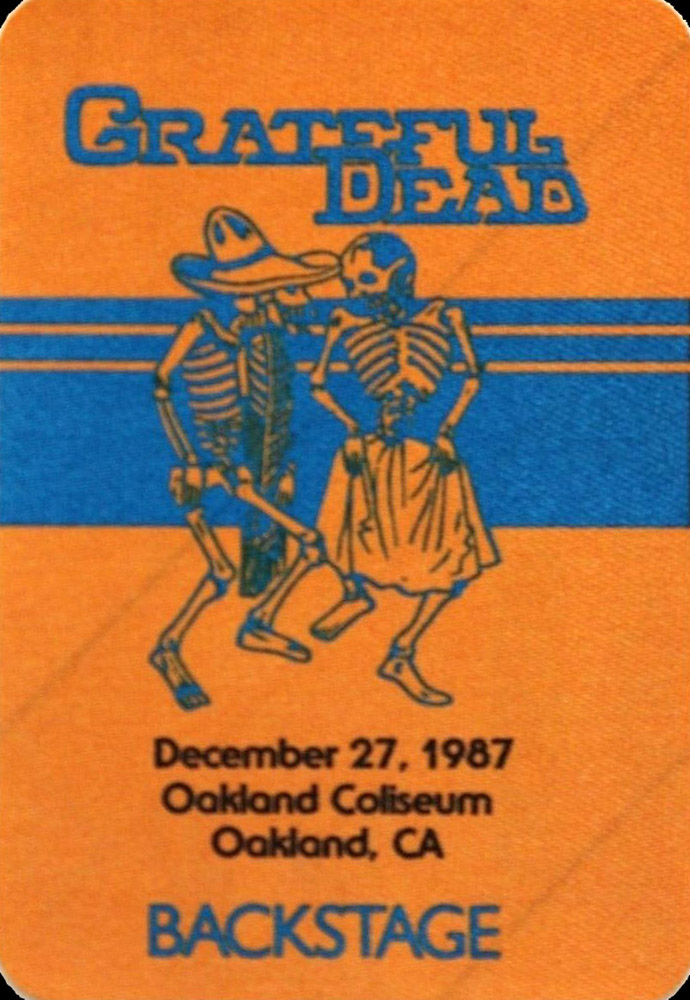 GRATEFUL
DEAD
December 27, 1987
Oakland Coliseum
Oakland, CA
BACKSTAGE